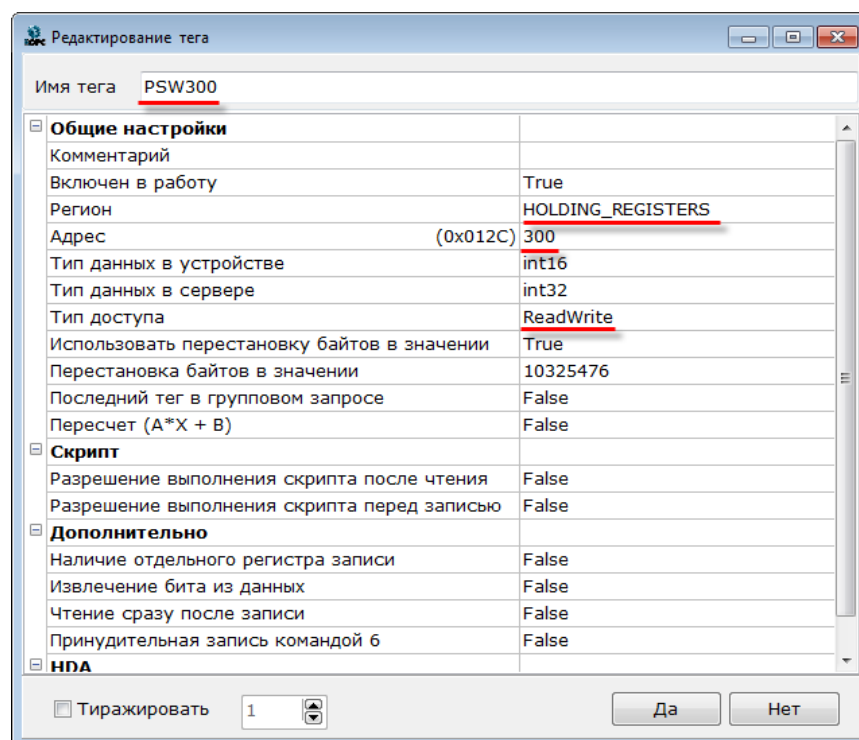 Редактирование тега
Имя тега PSW300
Общие настройки
Комментарий
Включен в работу True
Регион HOLDING_REGISTERS
Адрес (0x012C) 300
Тип данных в устройстве int16
Тип данных в сервере int32
Тип доступа ReadWrite
Использовать перестановку байтов в значении True
Перестановка байтов в значении 10325476
Последний тег в групповом запросе False
Пересчет (A*X + B) False
Скрипт
Разрешение выполнения скрипта после чтения False
Разрешение выполнения скрипта перед записью False
Дополнительно
Наличие отдельного регистра записи False
Извлечение бита из данных False
Чтение сразу после записи False
Принудительная запись командой 6 False
HDA
Тиражировать 1 Да Нет